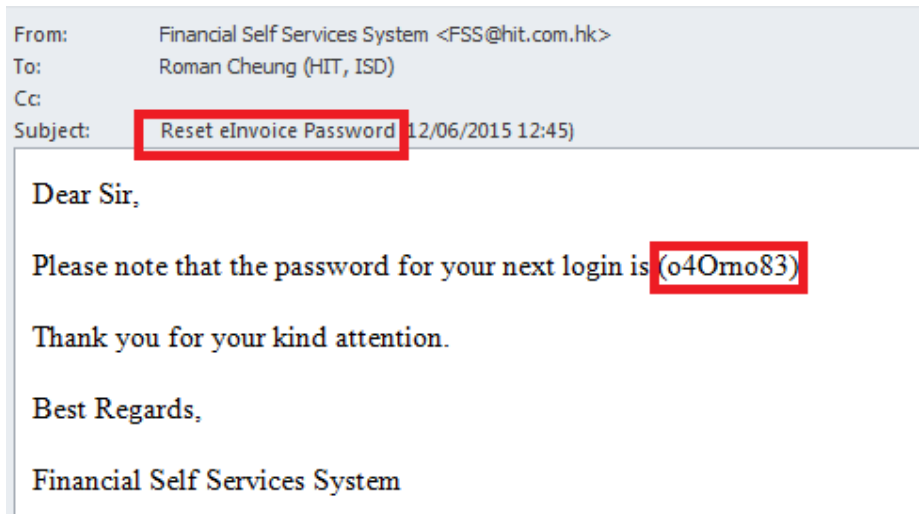 From: Financial Self Services System <FSS@hit.com.hk>
To: Roman Cheung (HIT, ISD)
Cc:
Subject: Reset eInvoice Password 12/06/2015 12:45)
Dear Sir,
Please note that the password for your next login is (o4Orno83)
Thank you for your kind attention.
Best Regards,
Financial Self Services System